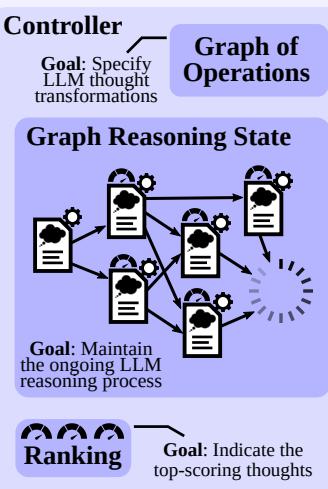 Controller
Graph of
Operations
Goal: Specify
LLM thought
transformations
Graph Reasoning State
Goal: Maintain
the ongoing LLM
reasoning process
Ranking
Goal: Indicate the
top-scoring thoughts